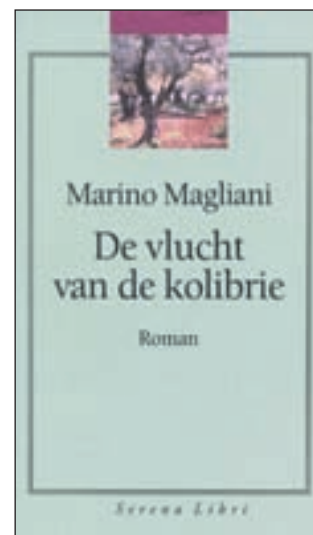 Marino Magliani
De vlucht
van de kolibrie
Roman
Serena Libri